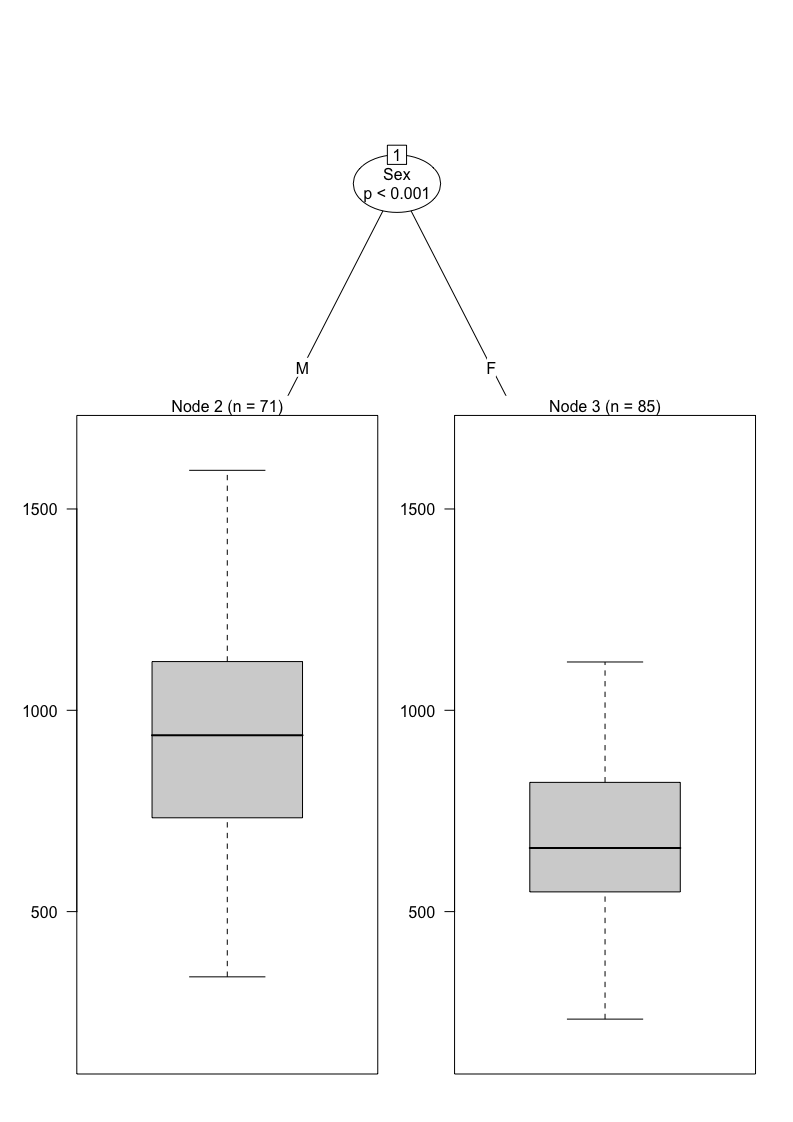 1
Sex
p < 0.001
M
F
Node 2 (n = 71)
1500
1000
500
Node 3 (n = 85)
1500
1000
500